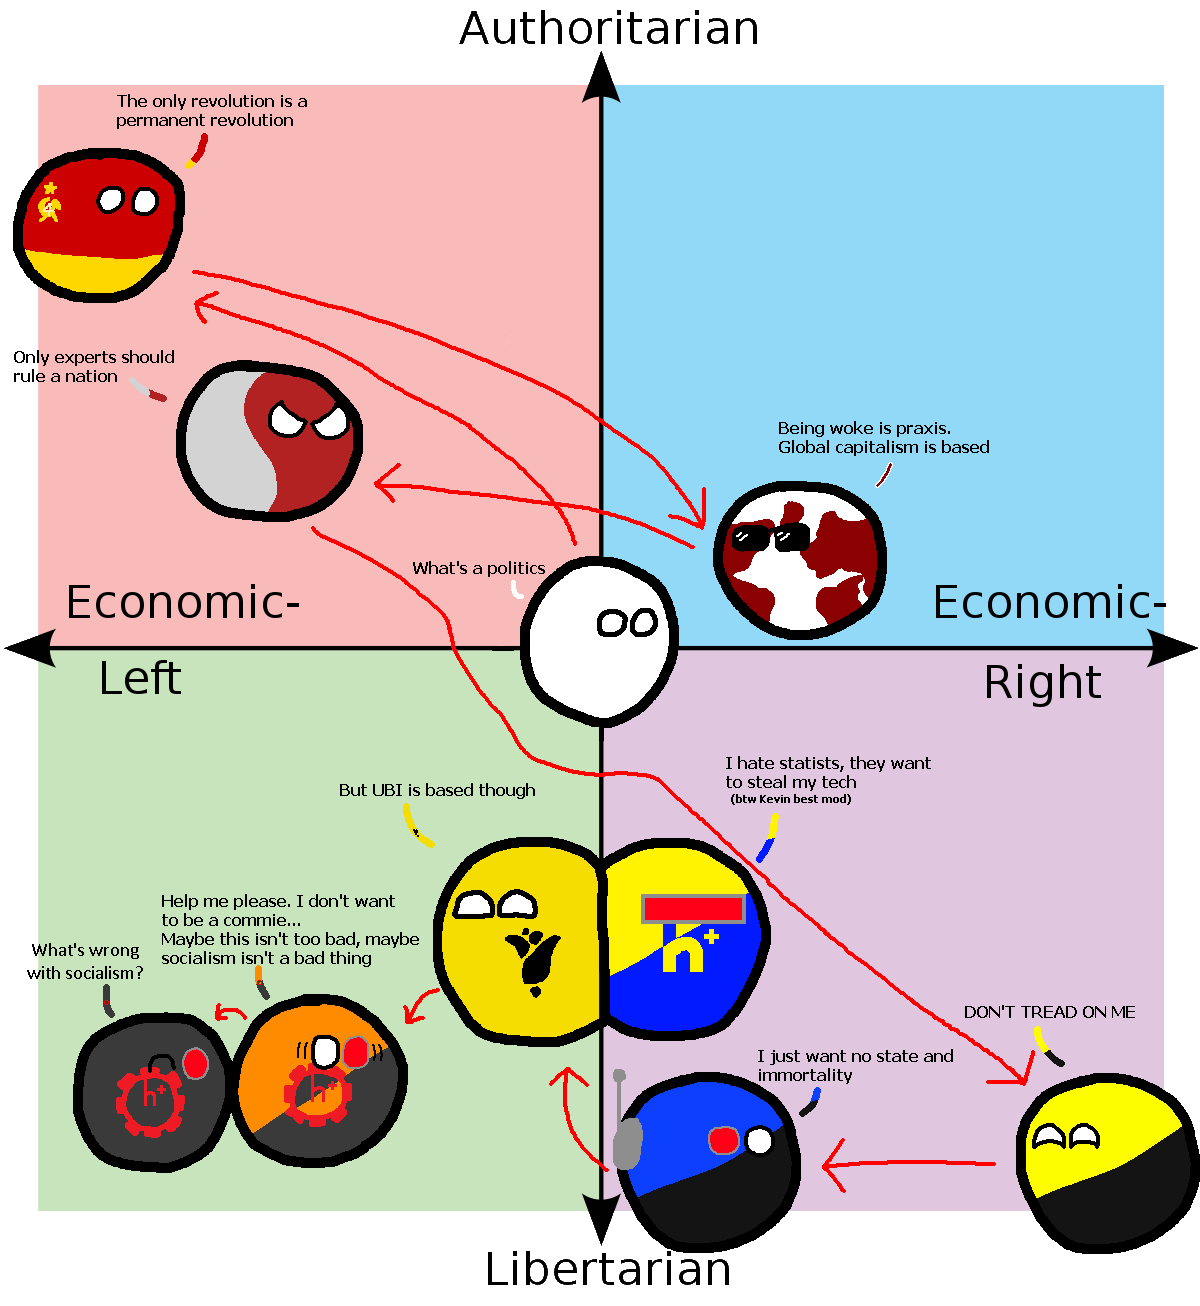 Authoritarian
The only revolution is a
permanent revolution
4
Only experts should
rule a nation
Being woke is praxis.
Global capitalism is based
What's a politics
Economic-
Left
Economic-
Right
I hate statists, they want
to steal my tech
(btw Kevin best mod)
But UBI is based though
h+
Help me please. I don't want
to be a commie...
Maybe this isn't too bad, maybe
socialism isn't a bad thing
What's wrong
with socialism?
h+
h+
DON'T TREAD ON ME
I just want no state and
immortality
Libertarian